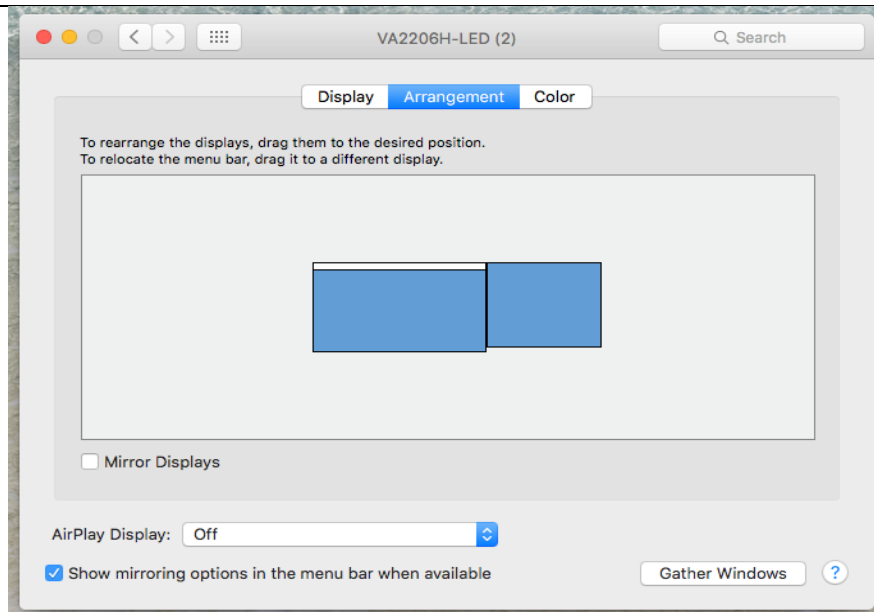 VA2206H-LED (2)
Search
Display Arrangement Color
To rearrange the displays, drag them to the desired position.
To relocate the menu bar, drag it to a different display.
Mirror Displays
AirPlay Display: Off
Show mirroring options in the menu bar when available
Gather Windows ?